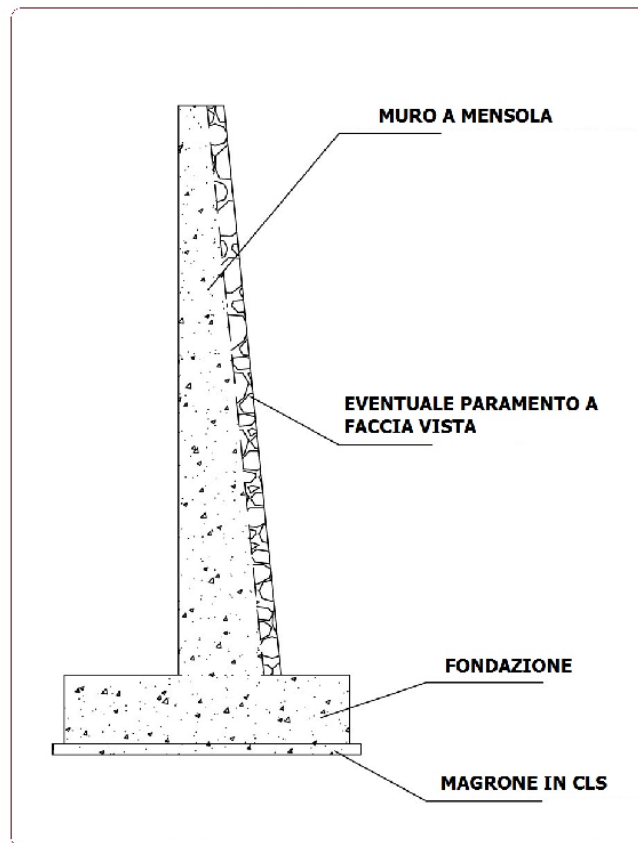 MURO A MENSOLA
EVENTUALE PARAMENTO A
FACCIA VISTA
FONDAZIONE
MAGRONE IN CLS